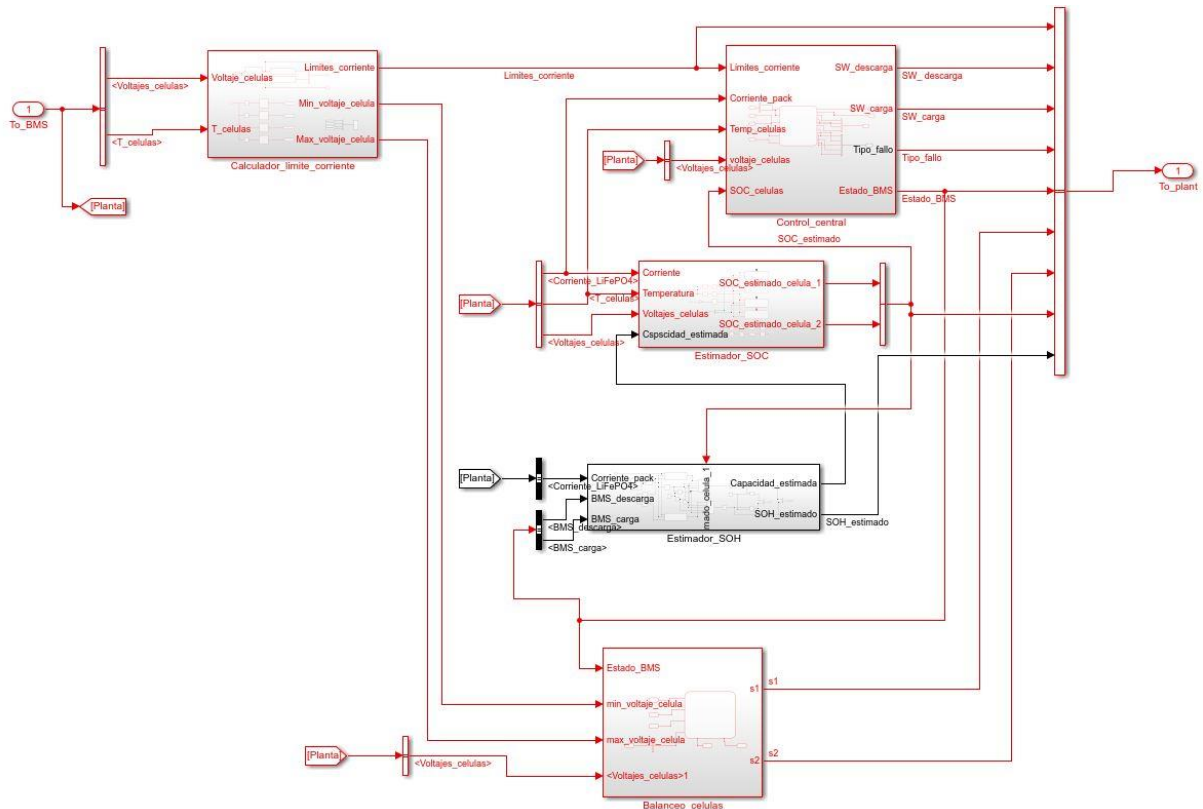 1
To_BMS
<Voltajes_celulas>
<T_celulas>
[Planta]
Voltaje_celulas
T_celulas
Limites_corriente
Min_voltaje_celula
Max_voltaje_celula
Calculador_limite_corriente
Limites_corriente
[Planta]
<Voltajes_celulas>
Limites_corriente
Corriente_pack
Temp_celulas
voltaje_celulas
SOC_celulas
SW_descarga
SW_carga
Tipo_fallo
Estado_BMS
Control_central
SW_ descarga
SW_carga
Tipo_fallo
Estado_BMS
1
To_plant
SOC_estimado
[Planta]
<Corriente_LiFePO4>
<T_celulas>
<Voltajes_celulas>
Corriente
Temperatura
Voltajes_celulas
Cspscidad_estimada
SOC_estimado_celula_1
SOC_estimado_celula_2
Estimador_SOC
[Planta]
<Corriente_LiFePO4>
<BMS_descarga>
<BMS_carga>
Corriente_pack
BMS_descarga
BMS_carga
mado_celula_1
Capacidad_estimada
SOH_estimado
SOH_estimado
Estimador_SOH
Estado_BMS
min_voltaje_celula
max_voltaje_celula
<Voltajes_celulas>1
s1
s2
s1
s2
[Planta]
<Voltajes_celulas>
Balanceo_celulas